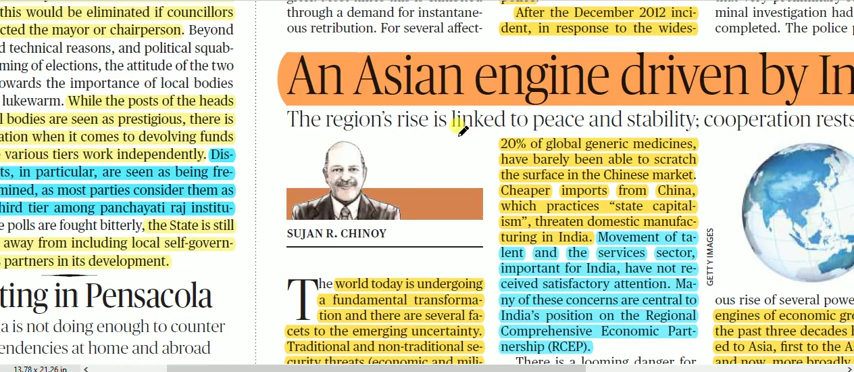 this would be eliminated if councillors
cted the mayor or chairperson. Beyond
d technical reasons, and political squab-
ming of elections, the attitude of the two
owards the importance of local bodies
lukewarm. While the posts of the heads
l bodies are seen as prestigious, there is
ation when it comes to devolving funds
various tiers work independently. Dis-
ts, in particular, are seen as being fre-
mined, as most parties consider them as
hird tier among panchayati raj institu-
e polls are fought bitterly, the State is still
away from including local self-govern-
partners in its development.
ting in Pensacola
a is not doing enough to counter
endencies at home and abroad
through a demand for instantane-
ous retribution. For several affect-
After the December 2012 inci-
dent, in response to the wides-
minal investigation had
completed. The police
An Asian engine driven by In
The region's rise is linked to peace and stability; cooperation rests
SUJAN R. CHINOY
The world today is undergoing
a fundamental transforma-
tion and there are several fa-
cets to the emerging uncertainty.
Traditional and non-traditional se-
curity threats (economic and mili-
20% of global generic medicines,
have barely been able to scratch
the surface in the Chinese market.
Cheaper imports from China,
which practices "state capital-
ism", threaten domestic manufac-
turing in India. Movement of ta-
lent and the services sector,
important for India, have not re-
ceived satisfactory attention. Ma-
ny of these concerns are central to
India's position on the Regional
Comprehensive Economic Part-
nership (RCEP).
There is a looming danger for
GETTY IMAGES
ous rise of several powe
engines of economic gr
the past three decades
ed to Asia, first to the A
and now, more broadly
13.78 x 21.26 in